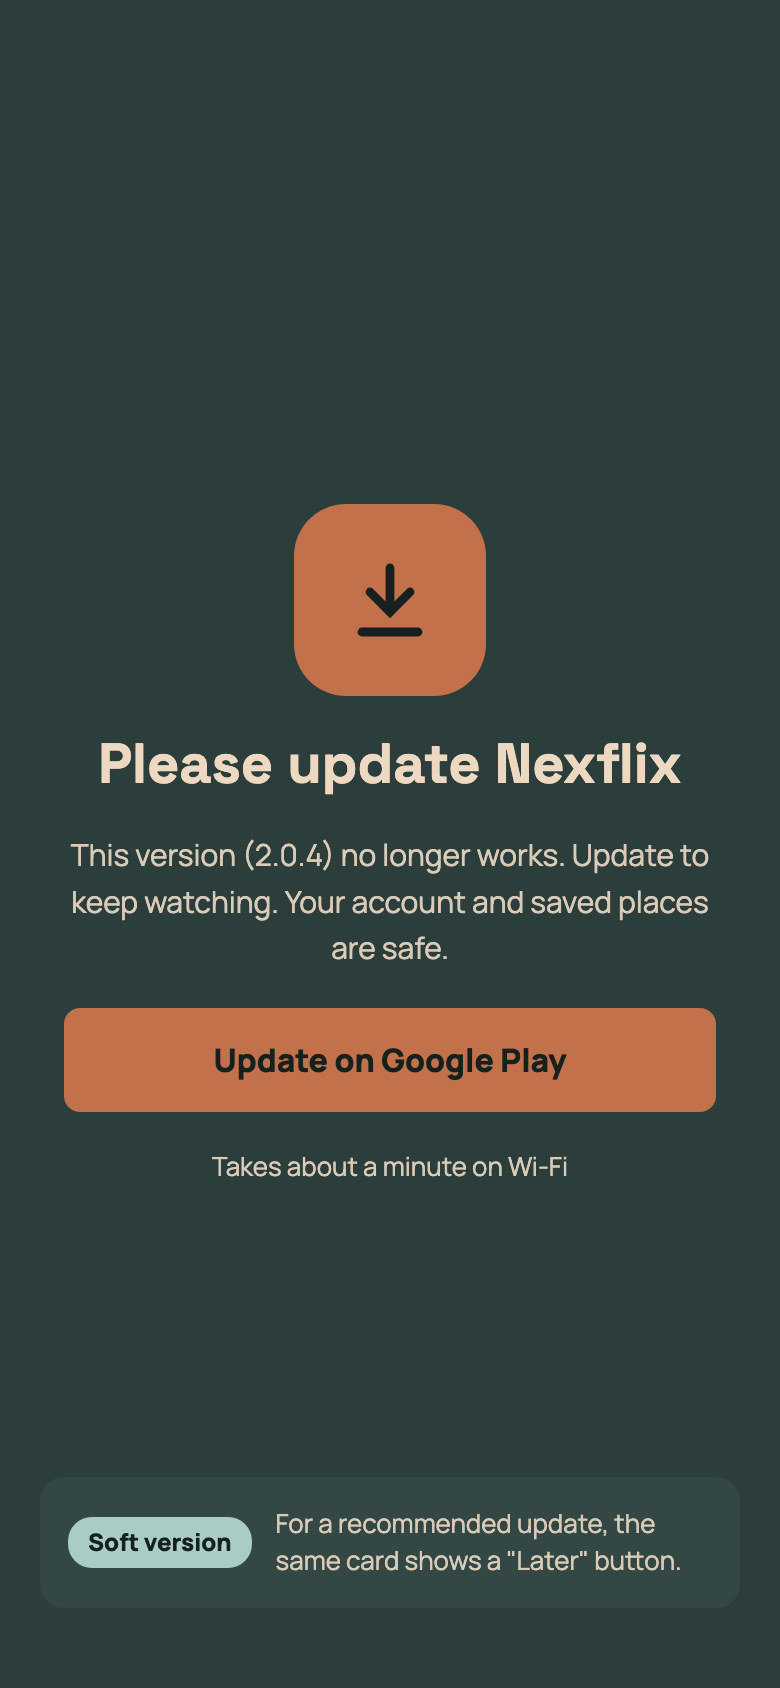 Please update Nexflix
This version (2.0.4) no longer works. Update to
keep watching. Your account and saved places
are safe.
Update on Google Play
Takes about a minute on Wi-Fi
Soft version
For a recommended update, the
same card shows a "Later" button.